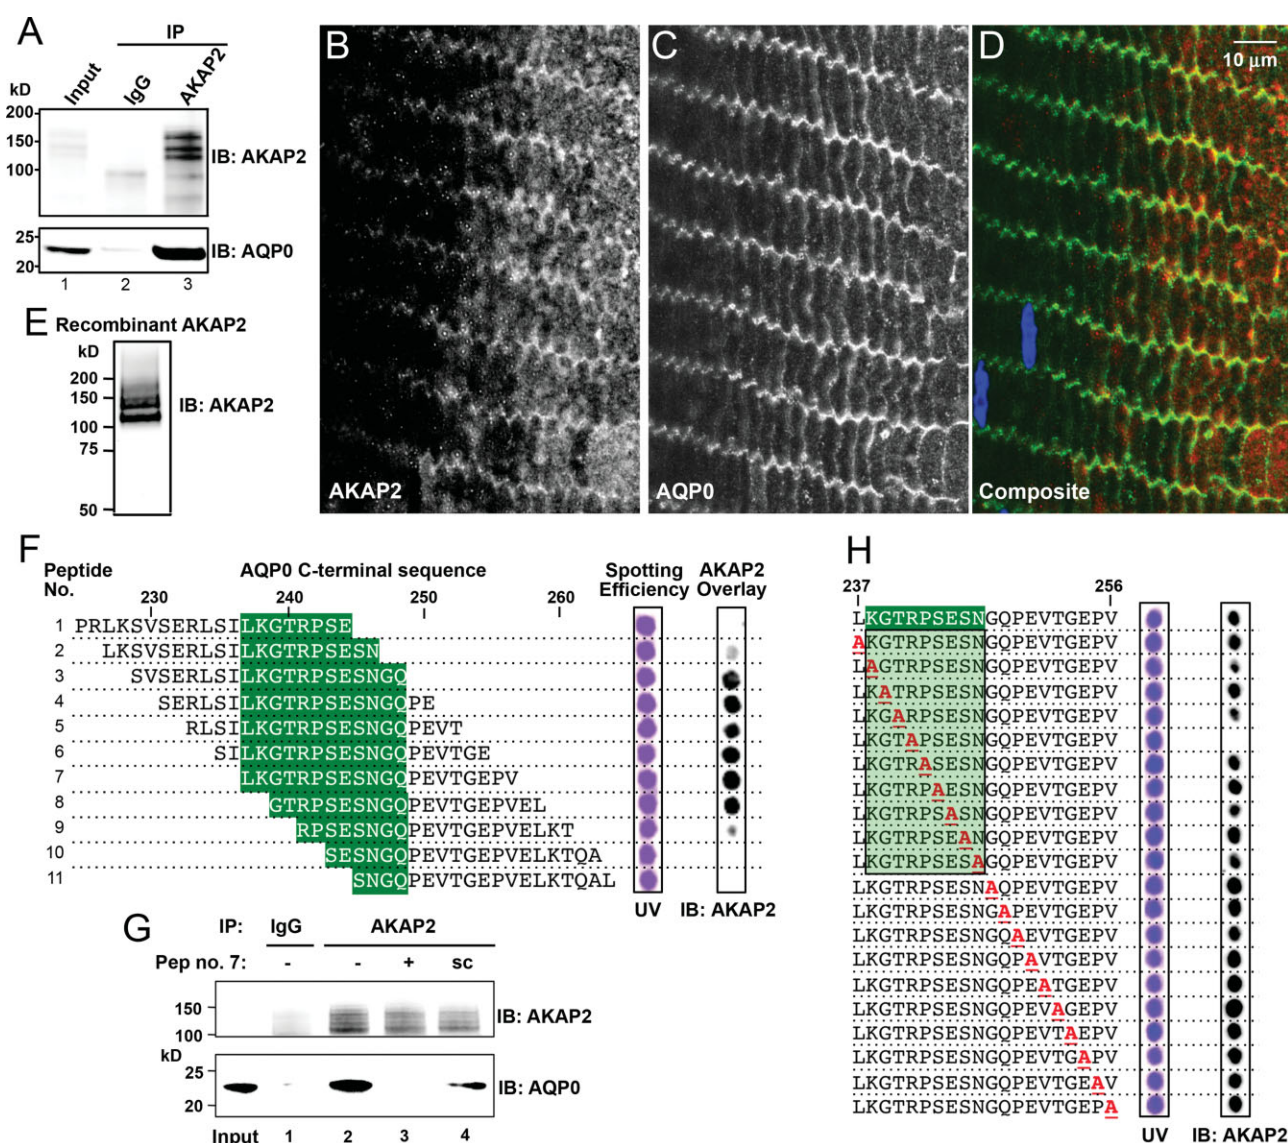 A
IP
Input
IgG
AKAP2
kD
200
150
100
IB: AKAP2
25
20
IB: AQP0
1 2 3
B
AKAP2
C
AQP0
D
10 µm
Composite
E Recombinant AKAP2
kD
200
150
100
75
50
IB: AKAP2
F
Peptide No.
AQP0 C-terminal sequence
Spotting Efficiency
AKAP2 Overlay
230 240 250 260
1 PRLKSVSERLSILKGTRPSE
2 LKSVSERLSILKGTRPSESN
3 SVSERLSILKGTRPSESNGQ
4 SERLSILKGTRPSESNGQPE
5 RLSILKGTRPSESNGQPEVT
6 SILKGTRPSESNGQPEVTGE
7 LKGTRPSESNGQPEVTGEPV
8 GTRPSESNGQPEVTGEPVEL
9 RPSESNGQPEVTGEPVELKT
10 SESNGQPEVTGEPVELKTQA
11 SNGQPEVTGEPVELKTQAL
UV IB: AKAP2
G
IP: IgG AKAP2
Pep no. 7: - - + sc
150
100
IB: AKAP2
kD
25
20
IB: AQP0
Input 1 2 3 4
H
237 256
LKGTRPSESNGQPEVTGEPV
AKGTRPSESNGQPEVTGEPV
LAGTRPSESNGQPEVTGEPV
LKATRPSESNGQPEVTGEPV
LKGARPSESNGQPEVTGEPV
LKGTAPSESNGQPEVTGEPV
LKGTRASESNGQPEVTGEPV
LKGTRPAESNGQPEVTGEPV
LKGTRPSASNGQPEVTGEPV
LKGTRPSEANGQPEVTGEPV
LKGTRPSESAGQPEVTGEPV
LKGTRPSESNAQPEVTGEPV
LKGTRPSESNGAPEVTGEPV
LKGTRPSESNGQAEVTGEPV
LKGTRPSESNGQPAVTGEPV
LKGTRPSESNGQPEATGEPV
LKGTRPSESNGQPEVAGEPV
LKGTRPSESNGQPEVTAEPV
LKGTRPSESNGQPEVTGAPV
LKGTRPSESNGQPEVTGEAV
LKGTRPSESNGQPEVTGEPA
UV IB: AKAP2